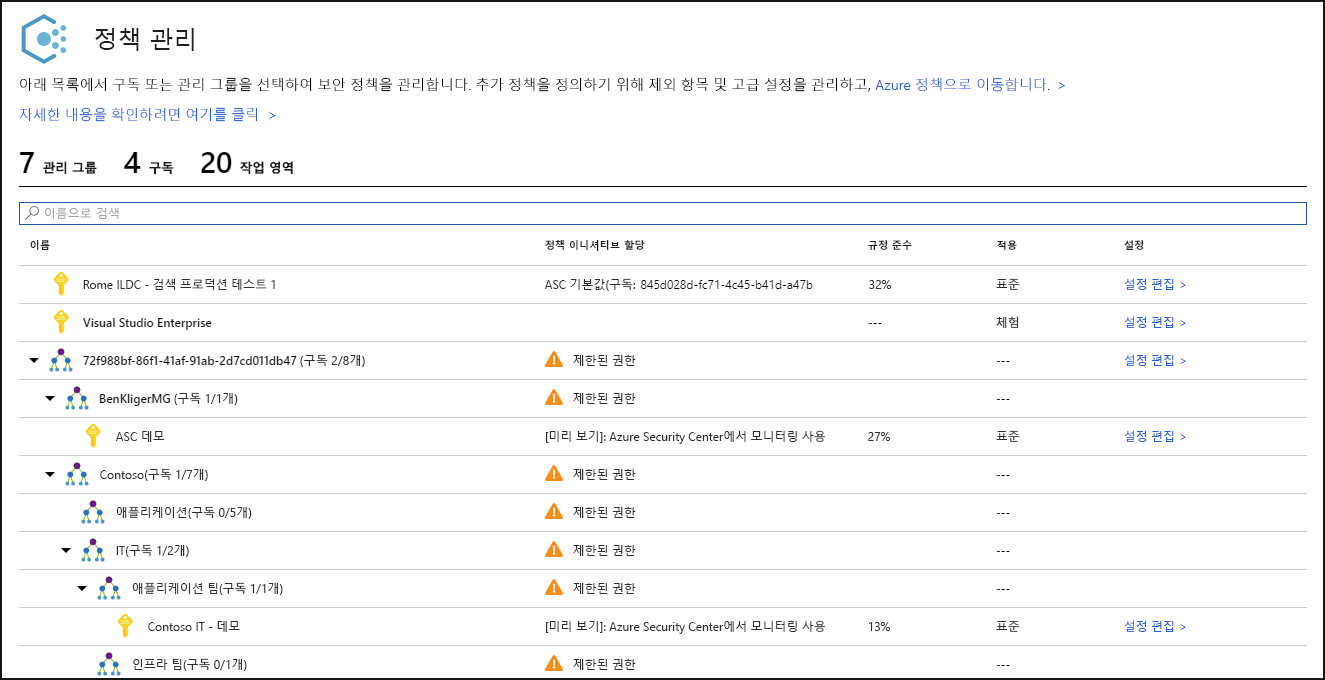 정책 관리
아래 목록에서 구독 또는 관리 그룹을 선택하여 보안 정책을 관리합니다. 추가 정책을 정의하기 위해 제외 항목 및 고급 설정을 관리하고, Azure 정책으로 이동합니다. >
자세한 내용을 확인하려면 여기를 클릭 >
7 관리 그룹 4 구독 20 작업 영역
이름으로 검색
이름 정책 이니셔티브 할당 규정 준수 적용 설정
Rome ILDC - 검색 프로덕션 테스트 1 ASC 기본값(구독: 845d028d-fc71-4c45-b41d-a47b 32% 표준 설정 편집 >
Visual Studio Enterprise --- 체험 설정 편집 >
72f988bf-86f1-41af-91ab-2d7cd011db47 (구독 2/8개) 제한된 권한 --- 설정 편집 >
BenKligerMG (구독 1/1개) 제한된 권한 ---
ASC 데모 [미리 보기]: Azure Security Center에서 모니터링 사용 27% 표준 설정 편집 >
Contoso(구독 1/7개) 제한된 권한 ---
애플리케이션(구독 0/5개) 제한된 권한 ---
IT(구독 1/2개) 제한된 권한 ---
애플리케이션 팀(구독 1/1개) 제한된 권한 ---
Contoso IT - 데모 [미리 보기]: Azure Security Center에서 모니터링 사용 13% 표준 설정 편집 >
인프라 팀(구독 0/1개) 제한된 권한 ---